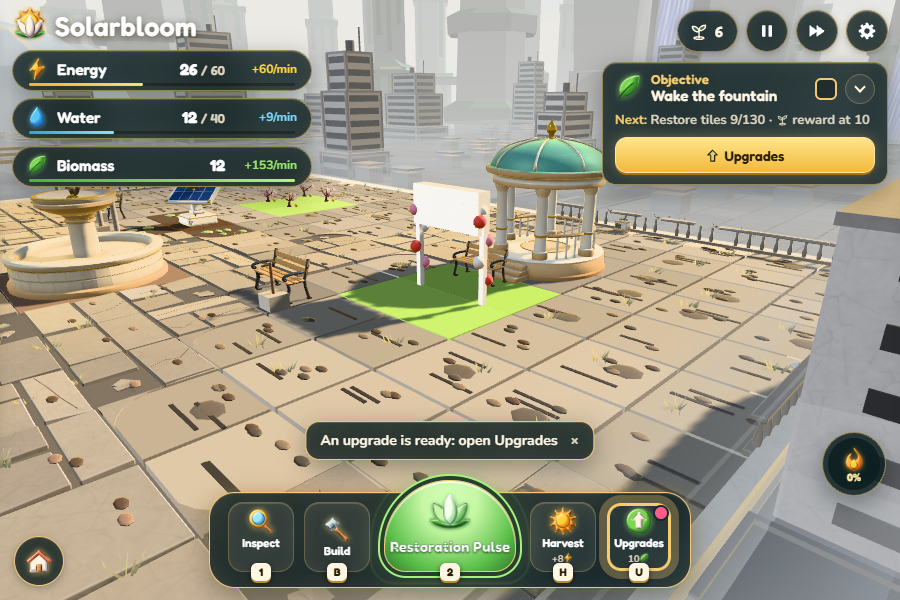 Solarbloom
6
Energy 26 / 60 +60/min
Objective
Wake the fountain
Water 12 / 40 +9/min
Next: Restore tiles 9/130 · reward at 10
Upgrades
Biomass 12 +153/min
An upgrade is ready: open Upgrades ×
0%
Inspect
1
Build
B
Restoration Pulse
2
Harvest
+8
H
Upgrades
10
U